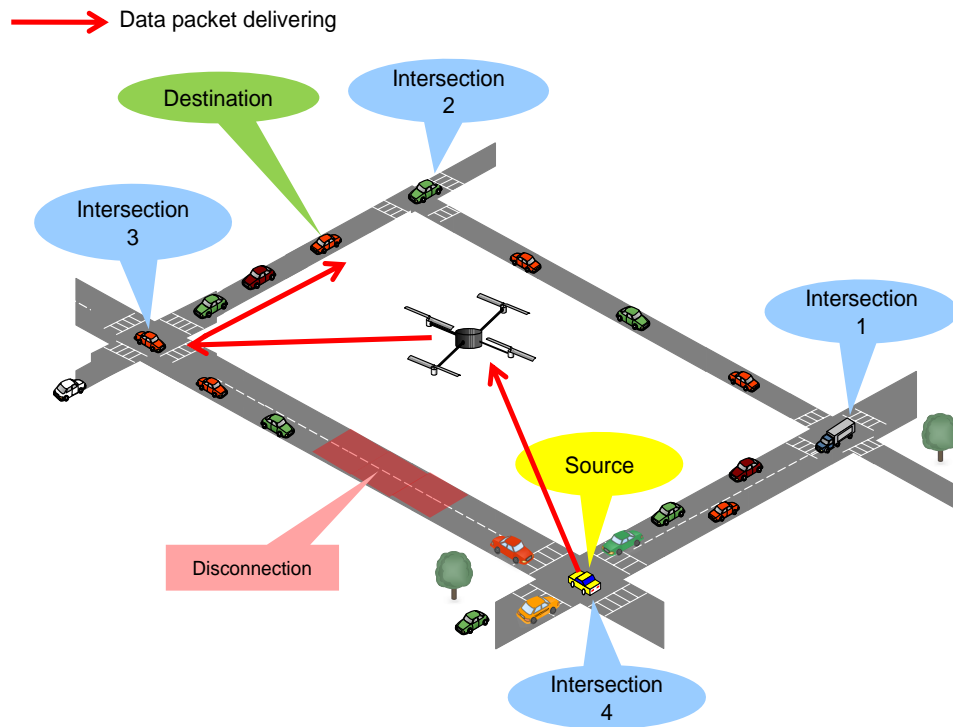 Data packet delivering
Intersection
2
Destination
Intersection
3
Intersection
1
Source
Disconnection
Intersection
4